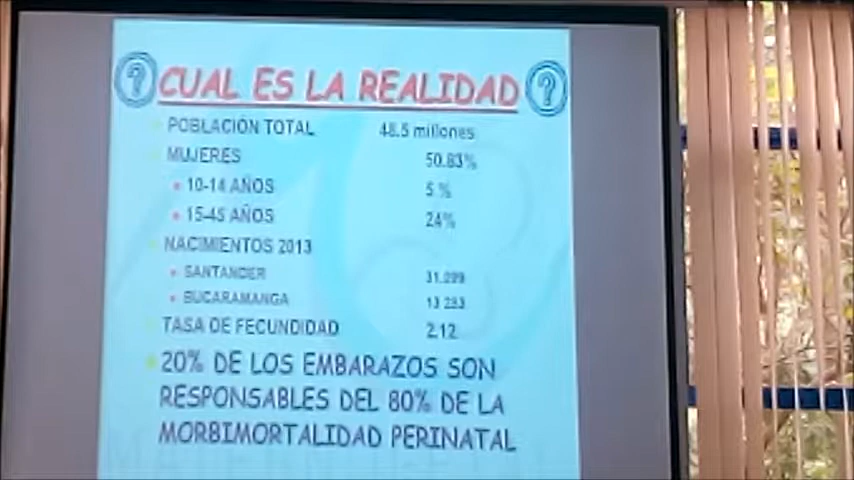 ? CUAL ES LA REALIDAD ?
POBLACIÓN TOTAL 48.5 millones
MUJERES 50.83%
10-14 AÑOS 5 %
15-45 AÑOS 24%
NACIMIENTOS 2013
SANTANDER 31.299
BUCARAMANGA 13 283
TASA DE FECUNDIDAD 2,12
20% DE LOS EMBARAZOS SON
RESPONSABLES DEL 80% DE LA
MORBIMORTALIDAD PERINATAL